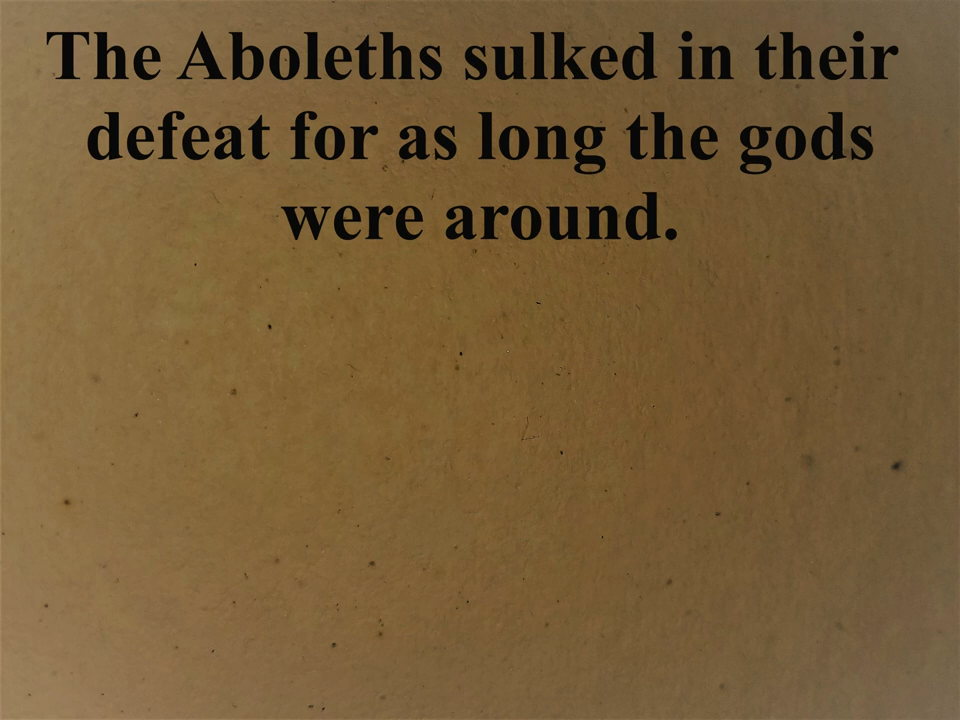 The Aboleths sulked in their
defeat for as long the gods
were around.